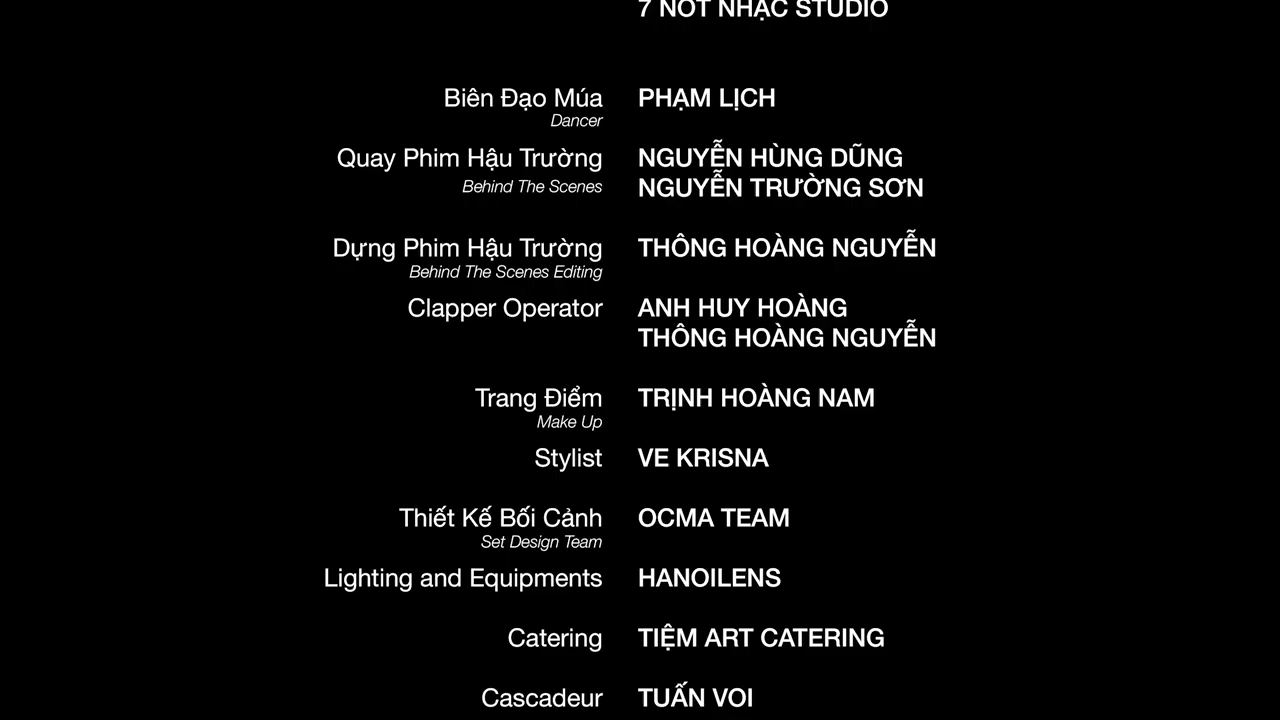 7 NỐT NHẠC STUDIO
Biên Đạo Múa PHẠM LỊCH
Dancer
Quay Phim Hậu Trường NGUYỄN HÙNG DŨNG
Behind The Scenes NGUYỄN TRƯỜNG SƠN
Dựng Phim Hậu Trường THÔNG HOÀNG NGUYỄN
Behind The Scenes Editing
Clapper Operator ANH HUY HOÀNG
THÔNG HOÀNG NGUYỄN
Trang Điểm TRỊNH HOÀNG NAM
Make Up
Stylist VE KRISNA
Thiết Kế Bối Cảnh OCMA TEAM
Set Design Team
Lighting and Equipments HANOILENS
Catering TIỆM ART CATERING
Cascadeur TUẤN VOI